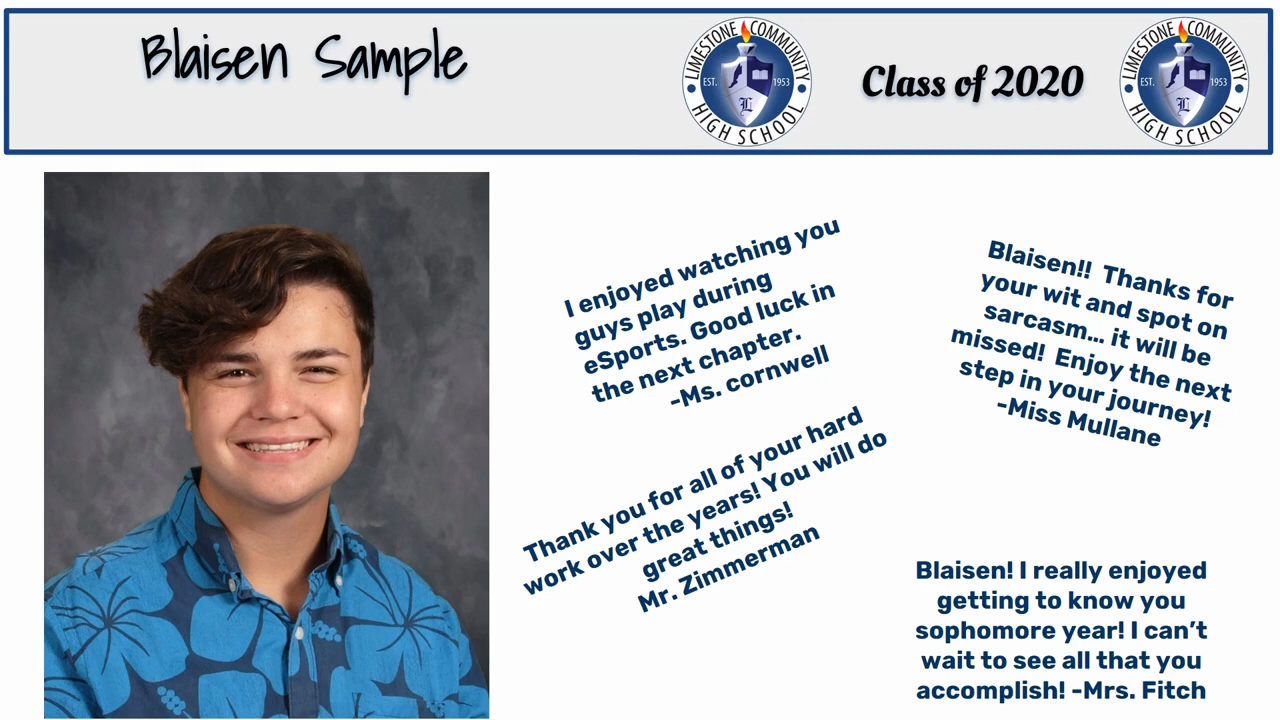 Blaisen Sample
LIMESTONE COMMUNITY
EST. 1953
L
HIGH SCHOOL
Class of 2020
LIMESTONE COMMUNITY
EST. 1953
L
HIGH SCHOOL
I enjoyed watching you
guys play during
eSports. Good luck in
the next chapter.
-Ms. cornwell
Blaisen!! Thanks for
your wit and spot on
sarcasm... it will be
missed! Enjoy the next
step in your journey!
-Miss Mullane
Thank you for all of your hard
work over the years! You will do
great things!
Mr. Zimmerman
Blaisen! I really enjoyed
getting to know you
sophomore year! I can’t
wait to see all that you
accomplish! -Mrs. Fitch